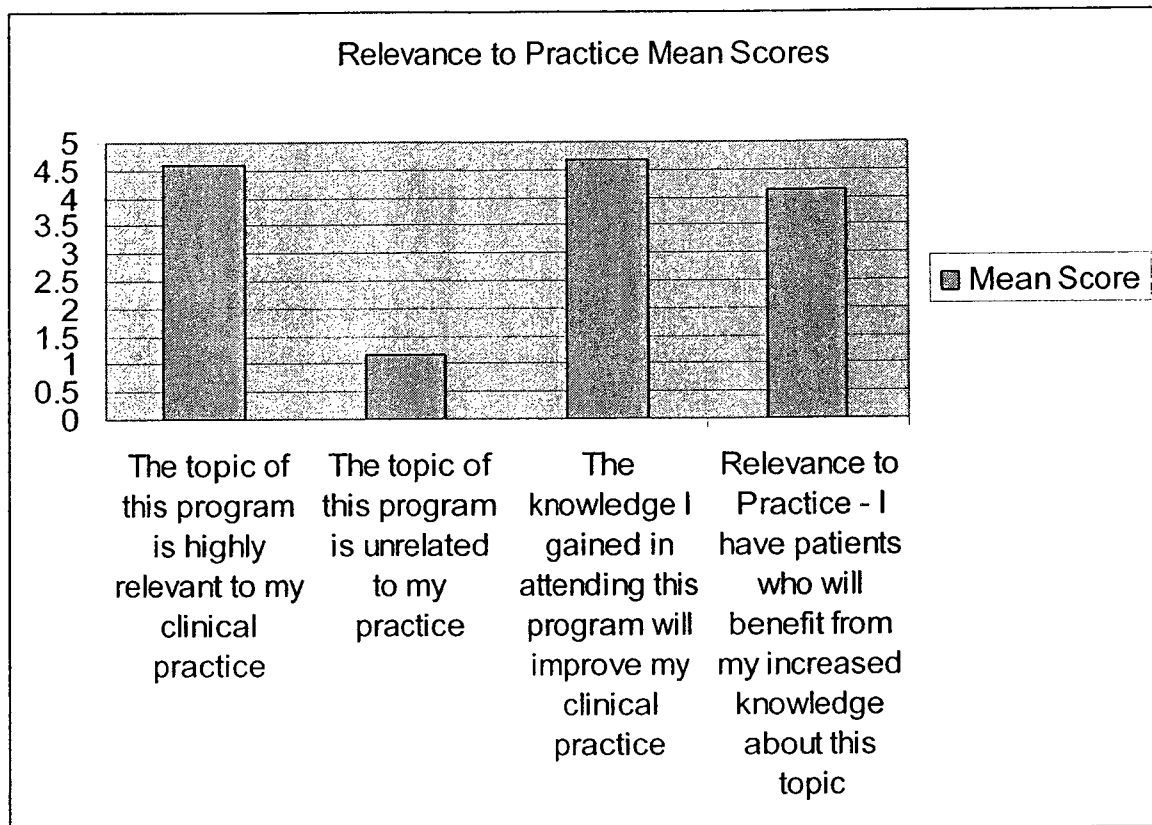 Relevance to Practice Mean Scores
5
4.5
4
3.5
3
2.5
2
1.5
1
0.5
0
Mean Score
The topic of
this program
is highly
relevant to my
clinical
practice
The topic of
this program
is unrelated
to my
practice
The
knowledge I
gained in
attending this
program will
improve my
clinical
practice
Relevance to
Practice - I
have patients
who will
benefit from
my increased
knowledge
about this
topic